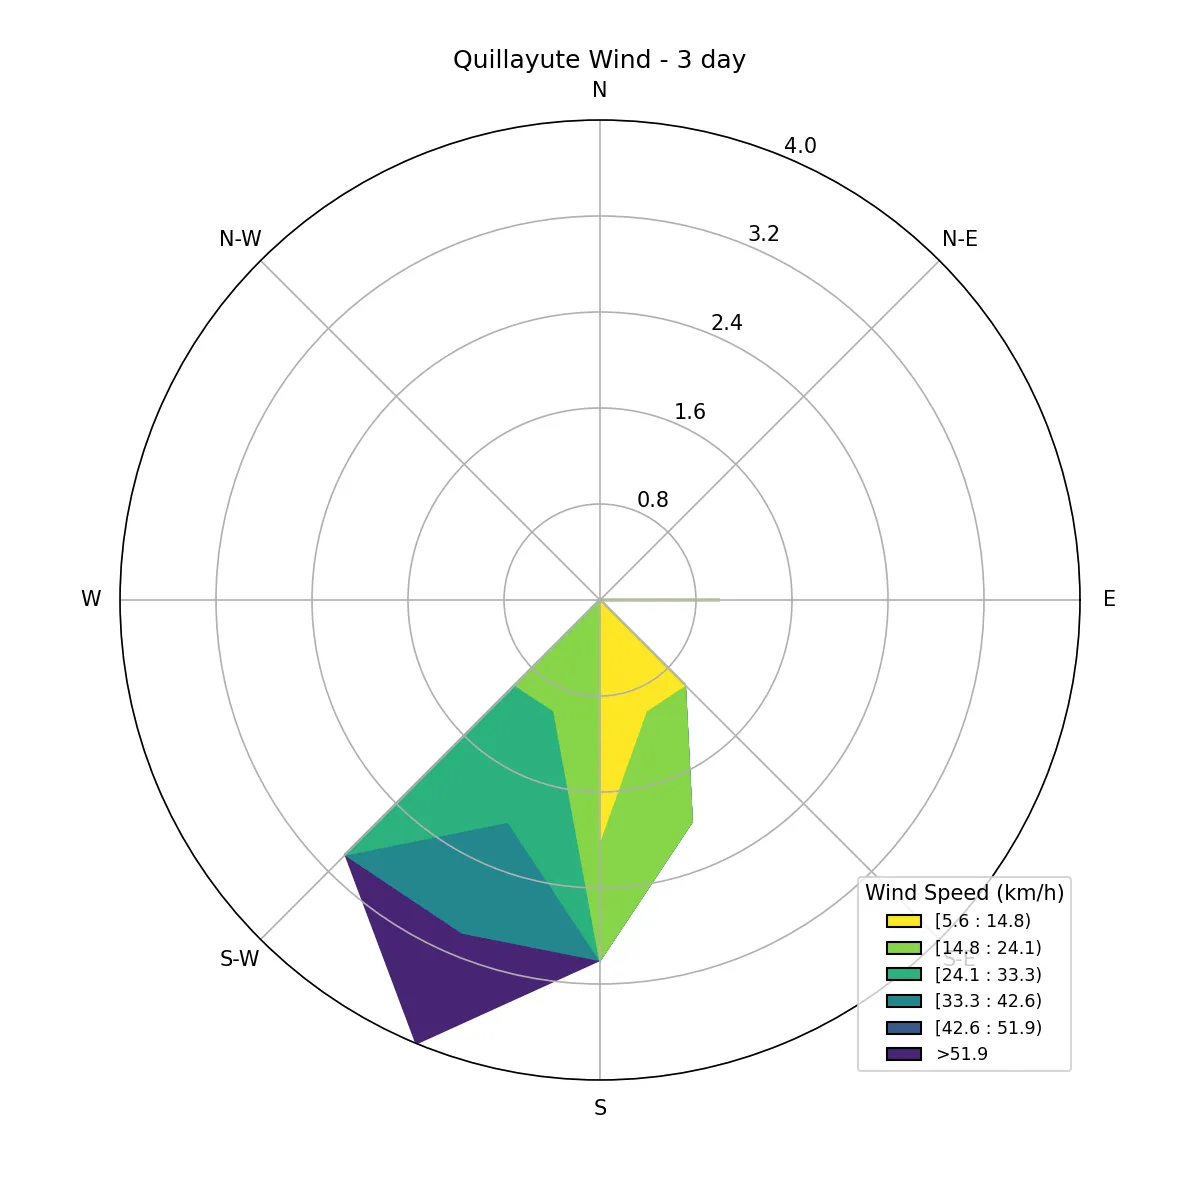 Quillayute Wind - 3 day
N
4.0
N-W
3.2
N-E
2.4
1.6
0.8
W
E
Wind Speed (km/h)
[5.6 : 14.8)
[14.8 : 24.1)
S-W
S-E
[24.1 : 33.3)
[33.3 : 42.6)
[42.6 : 51.9)
>51.9
S